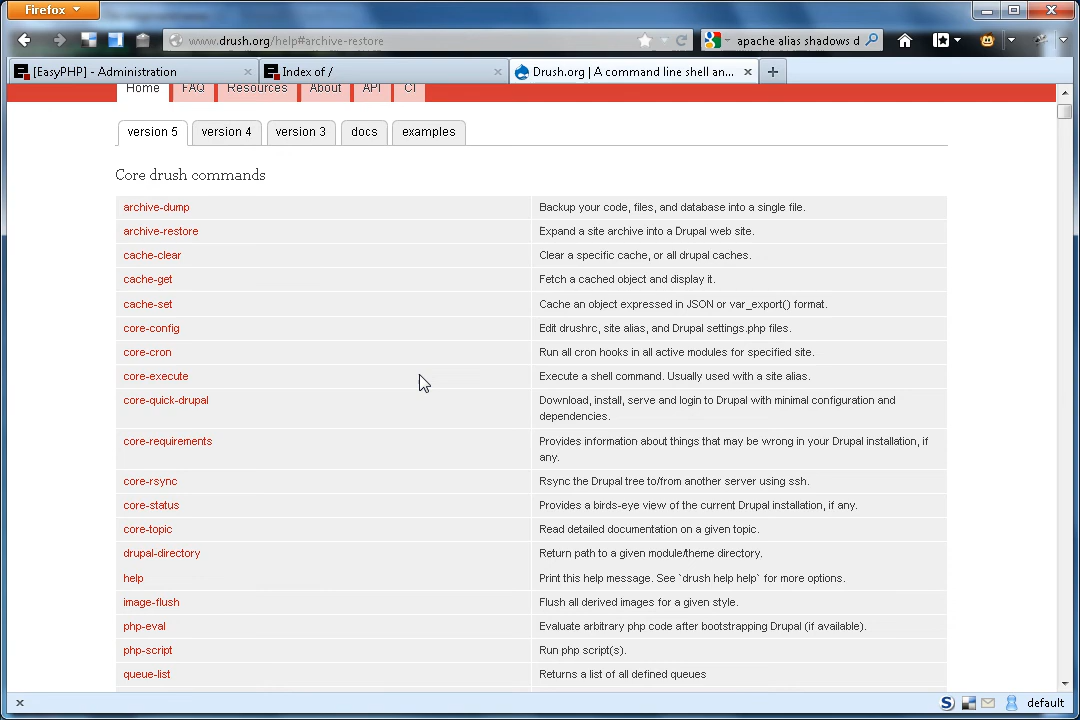 Firefox
www.drush.org/help#archive-restore
apache alias shadows d
[EasyPHP] - Administration
Index of /
Drush.org | A command line shell an...
Home
FAQ
Resources
About
API
CI
version 5
version 4
version 3
docs
examples
Core drush commands
archive-dump Backup your code, files, and database into a single file.
archive-restore Expand a site archive into a Drupal web site.
cache-clear Clear a specific cache, or all drupal caches.
cache-get Fetch a cached object and display it.
cache-set Cache an object expressed in JSON or var_export() format.
core-config Edit drushrc, site alias, and Drupal settings.php files.
core-cron Run all cron hooks in all active modules for specified site.
core-execute Execute a shell command. Usually used with a site alias.
core-quick-drupal Download, install, serve and login to Drupal with minimal configuration and
dependencies.
core-requirements Provides information about things that may be wrong in your Drupal installation, if
any.
core-rsync Rsync the Drupal tree to/from another server using ssh.
core-status Provides a birds-eye view of the current Drupal installation, if any.
core-topic Read detailed documentation on a given topic.
drupal-directory Return path to a given module/theme directory.
help Print this help message. See `drush help help` for more options.
image-flush Flush all derived images for a given style.
php-eval Evaluate arbitrary php code after bootstrapping Drupal (if available).
php-script Run php script(s).
queue-list Returns a list of all defined queues
default